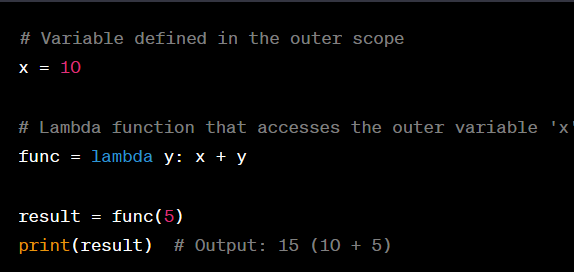 # Variable defined in the outer scope
x = 10
# Lambda function that accesses the outer variable 'x'
func = lambda y: x + y
result = func(5)
print(result)  # Output: 15 (10 + 5)